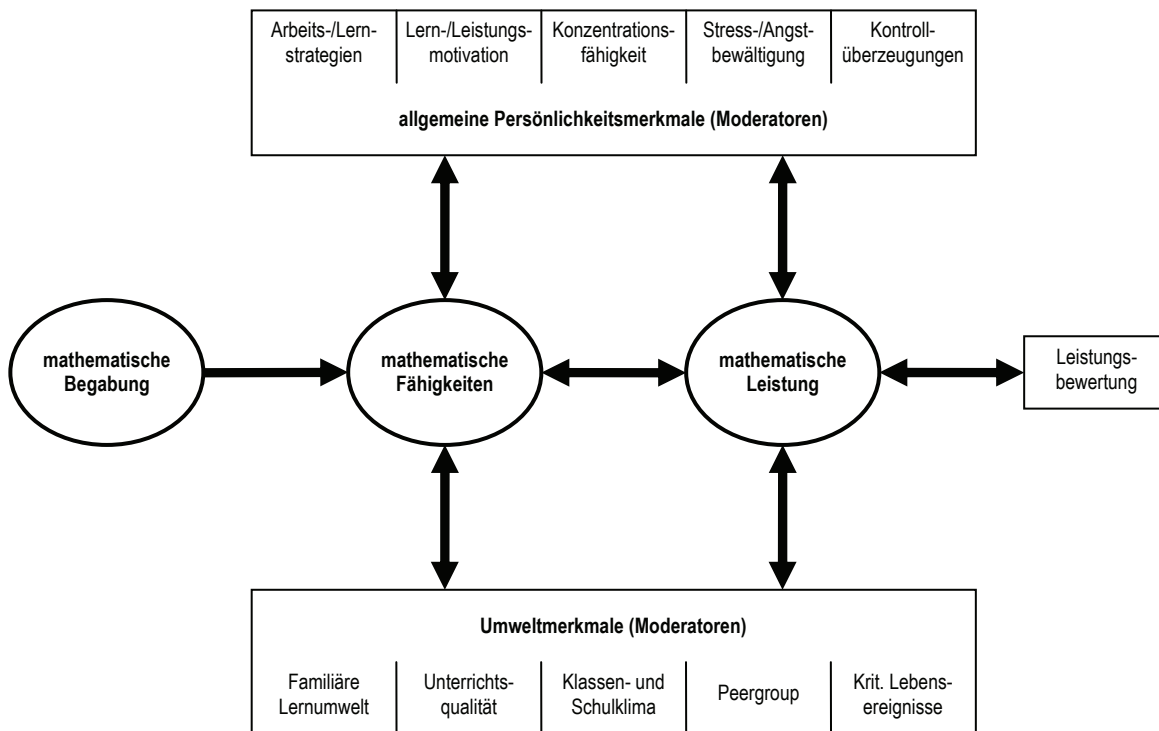 Arbeits-/Lern-
strategien
Lern-/Leistungs-
motivation
Konzentrations-
fähigkeit
Stress-/Angst-
bewältigung
Kontroll-
überzeugungen
allgemeine Persönlichkeitsmerkmale (Moderatoren)
mathematische
Begabung
mathematische
Fähigkeiten
mathematische
Leistung
Leistungs-
bewertung
Umweltmerkmale (Moderatoren)
Familiäre
Lernumwelt
Unterrichts-
qualität
Klassen- und
Schulklima
Peergroup
Krit. Lebens-
ereignisse